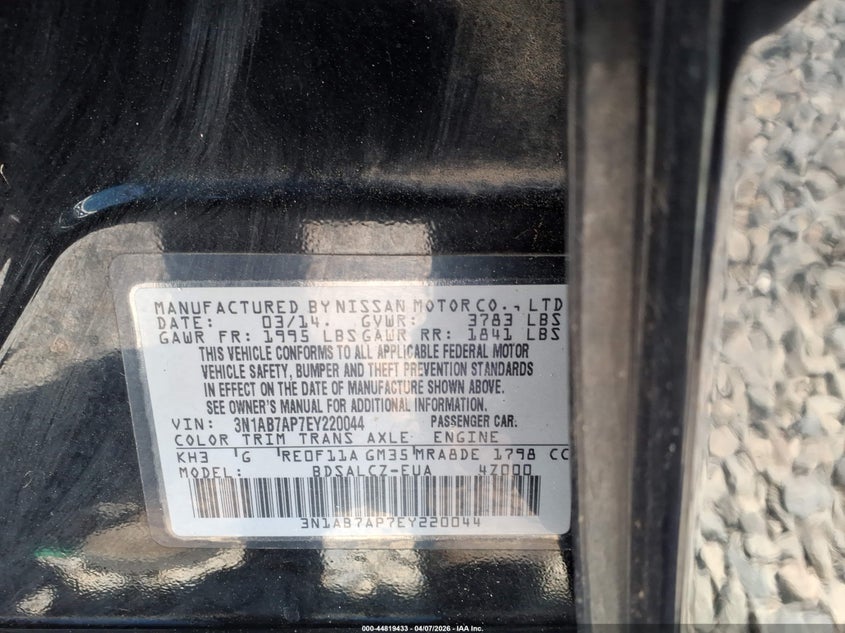 MANUFACTURED BY NISSAN MOTOR CO., LTD
DATE: 03/14. GVWR: 3783 LBS
GAWR FR: 1995 LBS GAWR RR: 1841 LBS
THIS VEHICLE CONFORMS TO ALL APPLICABLE FEDERAL MOTOR
VEHICLE SAFETY, BUMPER AND THEFT PREVENTION STANDARDS
IN EFFECT ON THE DATE OF MANUFACTURE SHOWN ABOVE.
SEE OWNER'S MANUAL FOR ADDITIONAL INFORMATION.
VIN: 3N1AB7AP7EY220044 PASSENGER CAR.
COLOR TRIM TRANS AXLE ENGINE
KH3 G RE0F11A GM35 MRA8DE 1798 CC
MODEL: BDSALCZ-EUA 4Z000
3N1AB7AP7EY220044
000-44819433 - 04/07/2026 - IAA Inc.